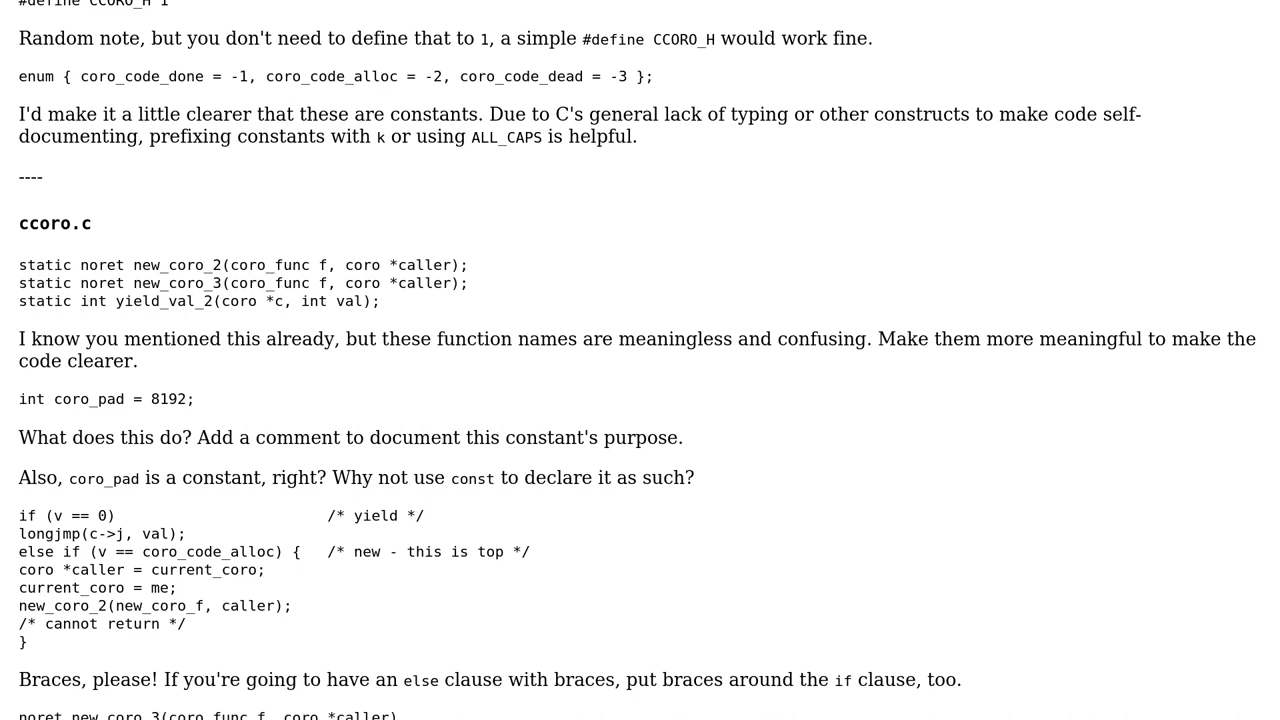 #define CCORO_H 1
Random note, but you don't need to define that to 1, a simple #define CCORO_H would work fine.
enum { coro_code_done = -1, coro_code_alloc = -2, coro_code_dead = -3 };
I'd make it a little clearer that these are constants. Due to C's general lack of typing or other constructs to make code self-
documenting, prefixing constants with k or using ALL_CAPS is helpful.
----
ccoro.c
static noret new_coro_2(coro_func f, coro *caller);
static noret new_coro_3(coro_func f, coro *caller);
static int yield_val_2(coro *c, int val);
I know you mentioned this already, but these function names are meaningless and confusing. Make them more meaningful to make the
code clearer.
int coro_pad = 8192;
What does this do? Add a comment to document this constant's purpose.
Also, coro_pad is a constant, right? Why not use const to declare it as such?
if (v == 0)                        /* yield */
longjmp(c->j, val);
else if (v == coro_code_alloc) {   /* new - this is top */
coro *caller = current_coro;
current_coro = me;
new_coro_2(new_coro_f, caller);
/* cannot return */
}
Braces, please! If you're going to have an else clause with braces, put braces around the if clause, too.
noret new_coro_3(coro_func f, coro *caller)